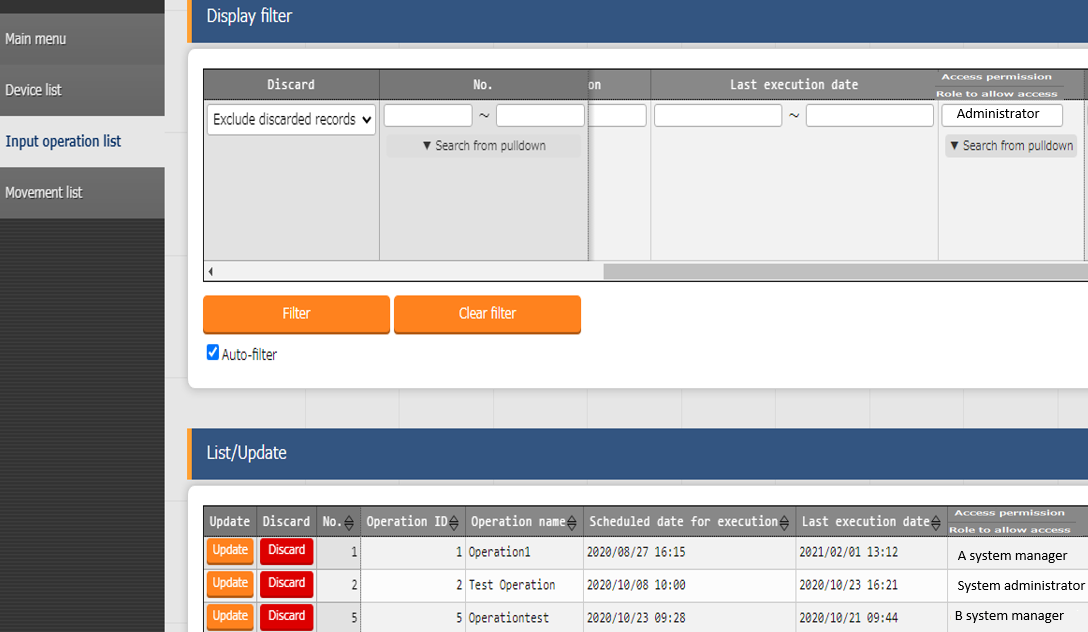 Display filter
Main menu
Device list
Input operation list
Movement list
Discard No. on Last execution date Access permission
Role to allow access
Exclude discarded records ~ ~ Administrator
▼ Search from pulldown ▼ Search from pulldown
Filter Clear filter
Auto-filter
List/Update
Update Discard No. Operation ID Operation name Scheduled date for execution Last execution date Access permission
Role to allow access
Update Discard 1 1 Operation1 2020/08/27 16:15 2021/02/01 13:12 A system manager
Update Discard 2 2 Test Operation 2020/10/08 10:00 2020/10/23 16:21 System administrator
Update Discard 5 5 Operationtest 2020/10/23 09:28 2020/10/21 09:44 B system manager